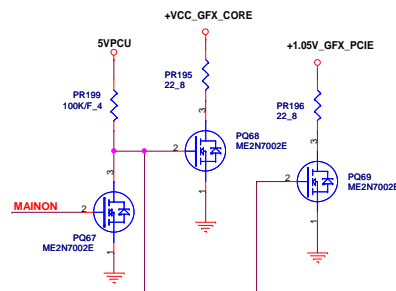 +VCC_GFX_CORE
5VPCU
+1.05V_GFX_PCIE
PR195
22_8
PR199
100K/F_4
PR196
22_8
3
3
2
PQ68
ME2N7002E
1
3
2
PQ69
ME2N7002E
1
MAINON
2
PQ67
ME2N7002E
1